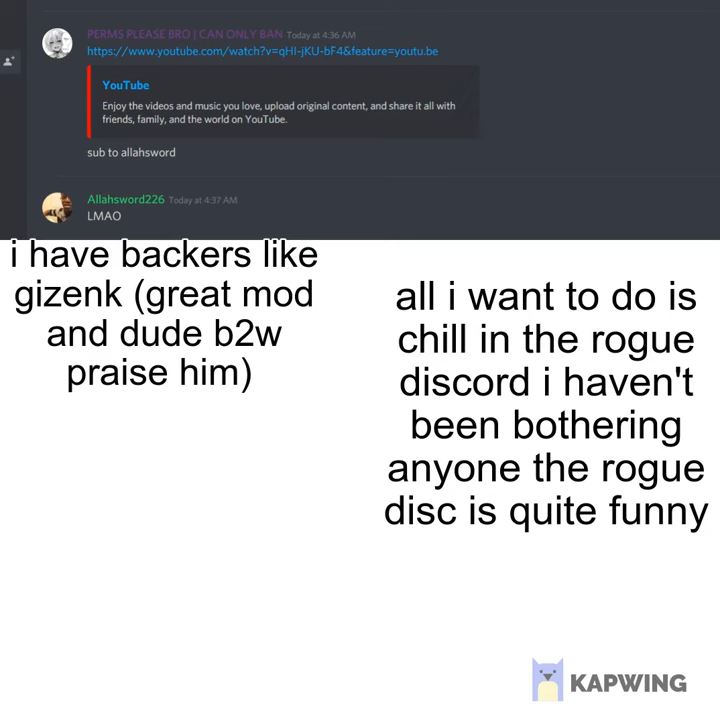 PERMS PLEASE BRO | CAN ONLY BAN Today at 4:36 AM
https://www.youtube.com/watch?v=qHI-jKU-bF4&feature=youtu.be
YouTube
Enjoy the videos and music you love, upload original content, and share it all with
friends, family, and the world on YouTube.
sub to allahsword
Allahsword226 Today at 4:37 AM
LMAO
i have backers like
gizenk (great mod
and dude b2w
praise him)
all i want to do is
chill in the rogue
discord i haven't
been bothering
anyone the rogue
disc is quite funny
KAPWING